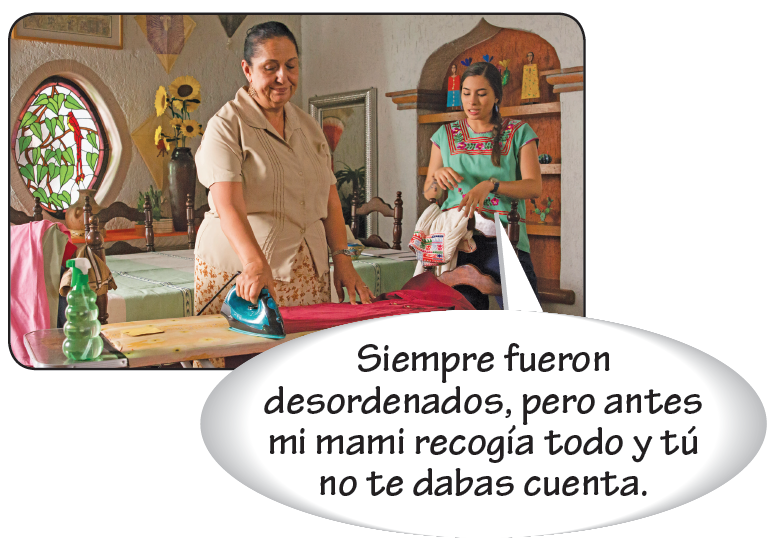 Siempre fueron
desordenados, pero antes
mi mami recogía todo y tú
no te dabas cuenta.